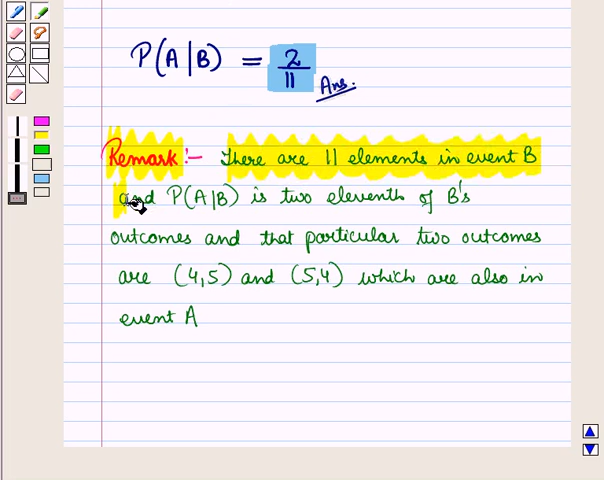 P(A|B) = 2/11 Ans.
Remark :- There are 11 elements in event B
and P(A|B) is two elevenths of B's
outcomes and that particular two outcomes
are (4,5) and (5,4) which are also in
event A